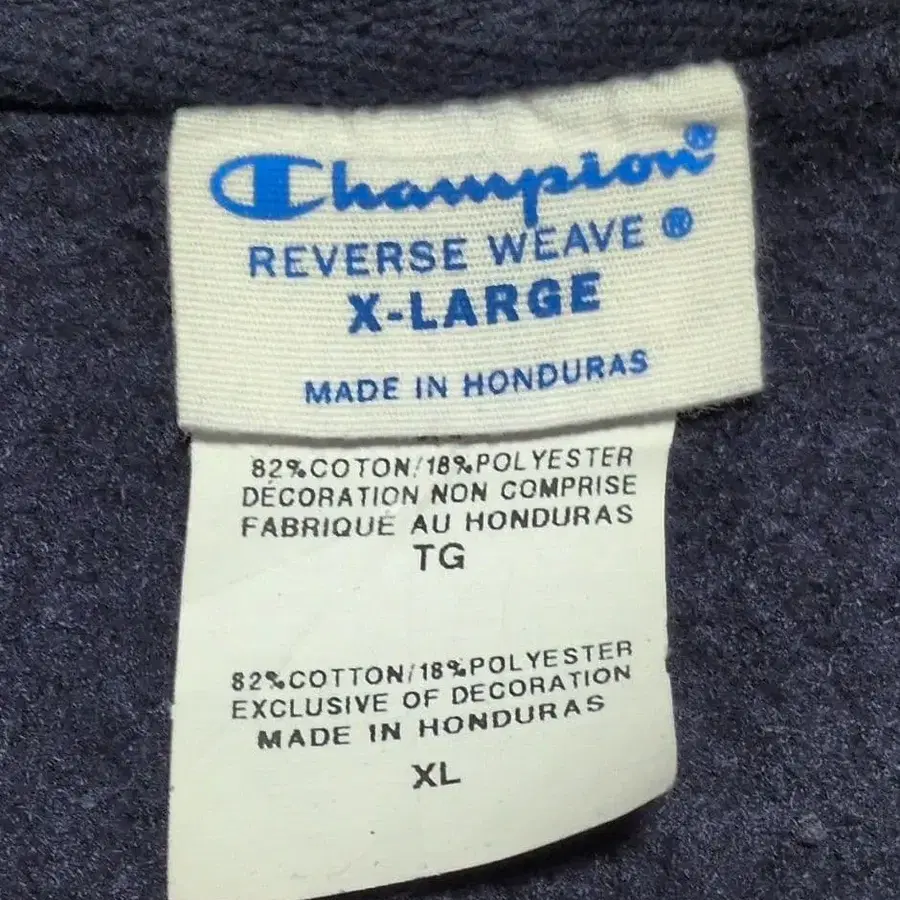 Champion®
REVERSE WEAVE ®
X-LARGE
MADE IN HONDURAS
82%COTON/18%POLYESTER
DÉCORATION NON COMPRISE
FABRIQUÉ AU HONDURAS
TG
82%COTTON/18%POLYESTER
EXCLUSIVE OF DECORATION
MADE IN HONDURAS
XL